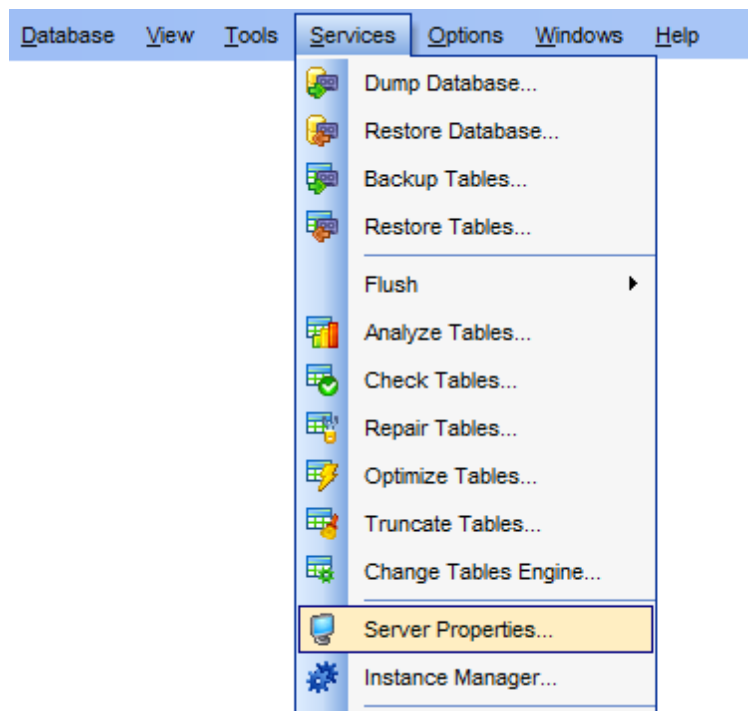 Database View Tools Services Options Windows Help
Dump Database...
Restore Database...
Backup Tables...
Restore Tables...
Flush
Analyze Tables...
Check Tables...
Repair Tables...
Optimize Tables...
Truncate Tables...
Change Tables Engine...
Server Properties...
Instance Manager...